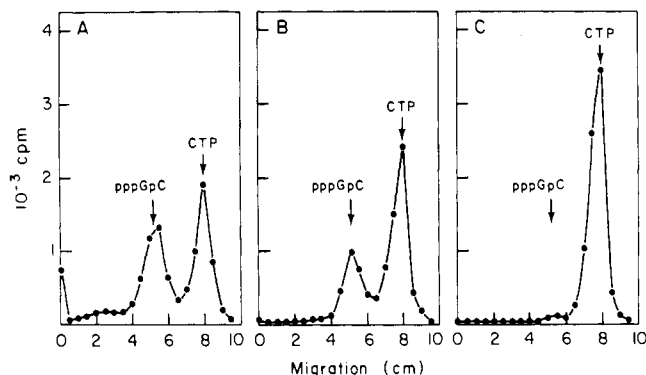 A
B
C
4
3
2
1
10⁻³ cpm
pppGpC
CTP
pppGpC
CTP
pppGpC
CTP
0 2 4 6 8 10
0 2 4 6 8 10
0 2 4 6 8 10
Migration (cm)